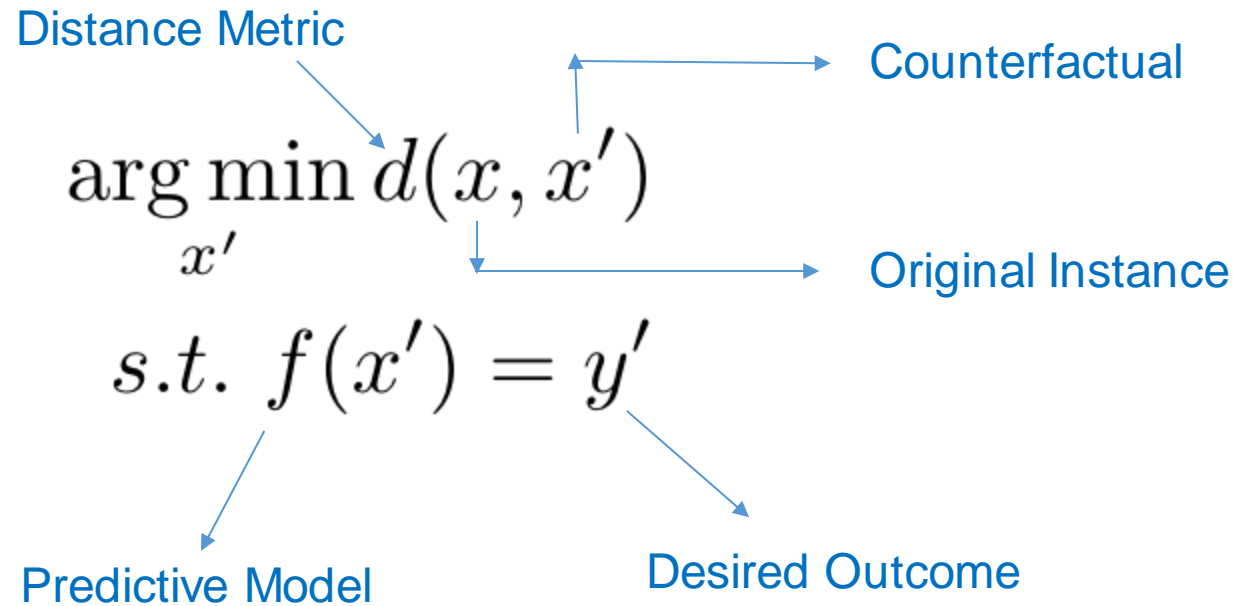 Distance Metric
Counterfactual
arg min d(x, x′)
x′
Original Instance
s.t. f(x′) = y′
Predictive Model
Desired Outcome